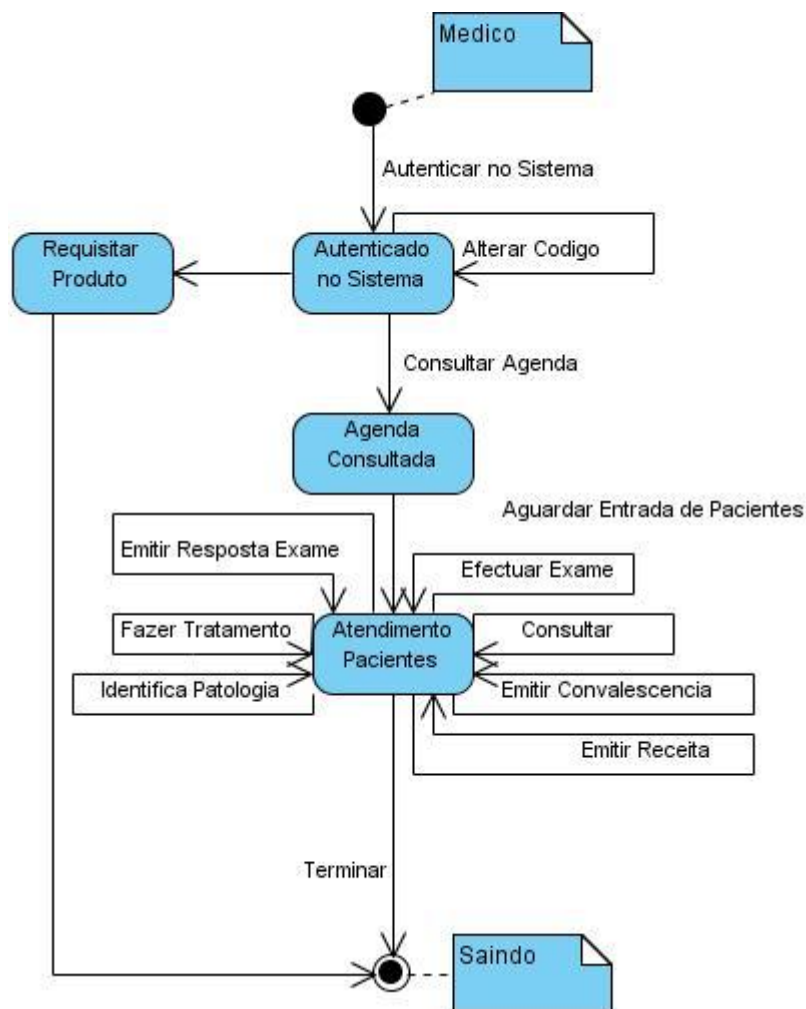 Medico
Autenticar no Sistema
Requisitar
Produto
Autenticado
no Sistema
Alterar Codigo
Consultar Agenda
Agenda
Consultada
Aguardar Entrada de Pacientes
Emitir Resposta Exame
Efectuar Exame
Fazer Tratamento
Atendimento
Pacientes
Consultar
Identifica Patologia
Emitir Convalescencia
Emitir Receita
Terminar
Saindo